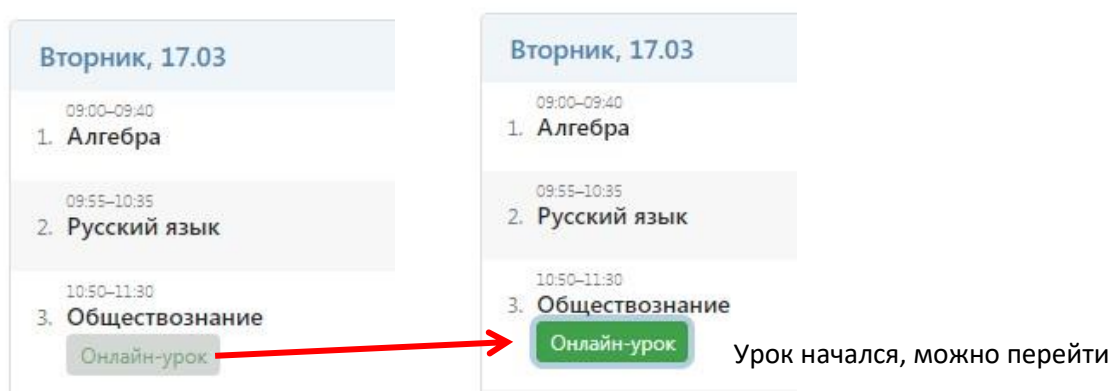 Вторник, 17.03
09:00–09:40
1. Алгебра
09:55–10:35
2. Русский язык
10:50–11:30
3. Обществознание
Онлайн-урок
Вторник, 17.03
09:00–09:40
1. Алгебра
09:55–10:35
2. Русский язык
10:50–11:30
3. Обществознание
Онлайн-урок
Урок начался, можно перейти